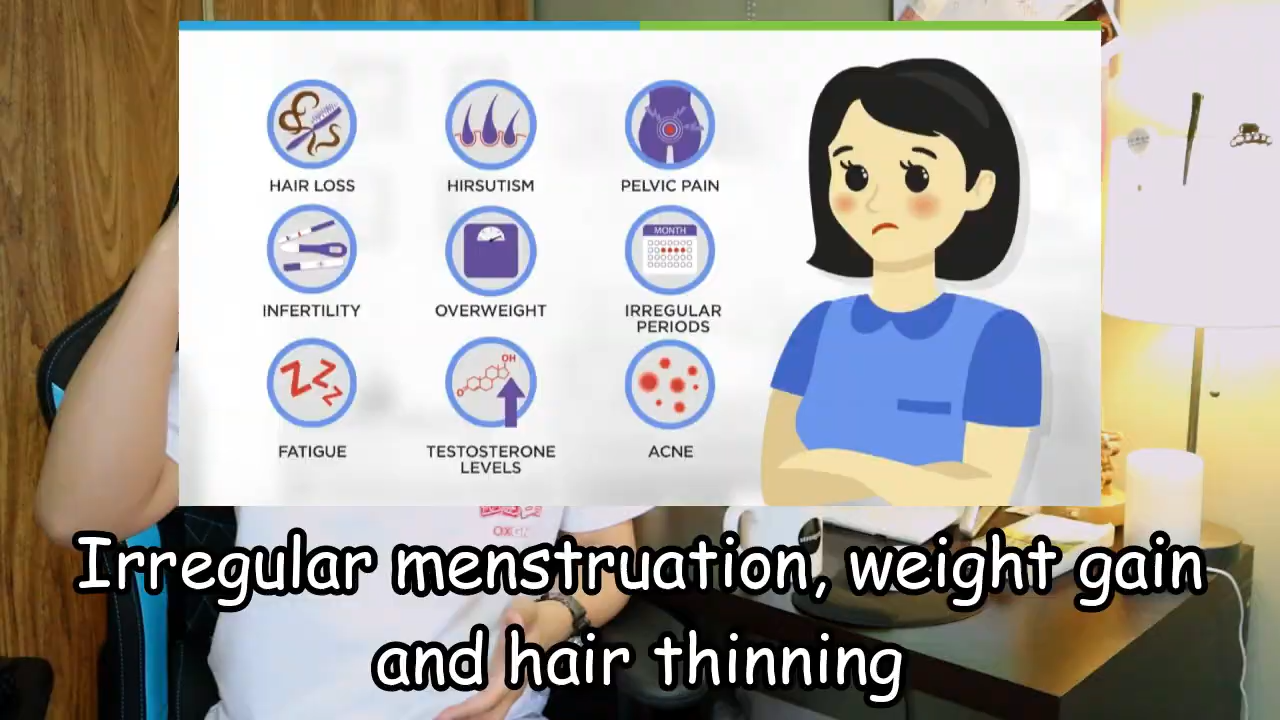 HAIR LOSS
HIRSUTISM
PELVIC PAIN
MONTH
INFERTILITY
OVERWEIGHT
IRREGULAR
PERIODS
OH
O
FATIGUE
TESTOSTERONE
LEVELS
ACNE
OXGN
Irregular menstruation, weight gain
and hair thinning